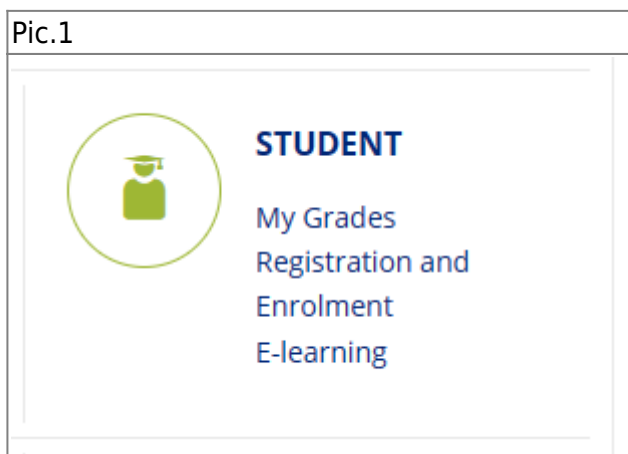 Pic.1
STUDENT
My Grades
Registration and
Enrolment
E-learning